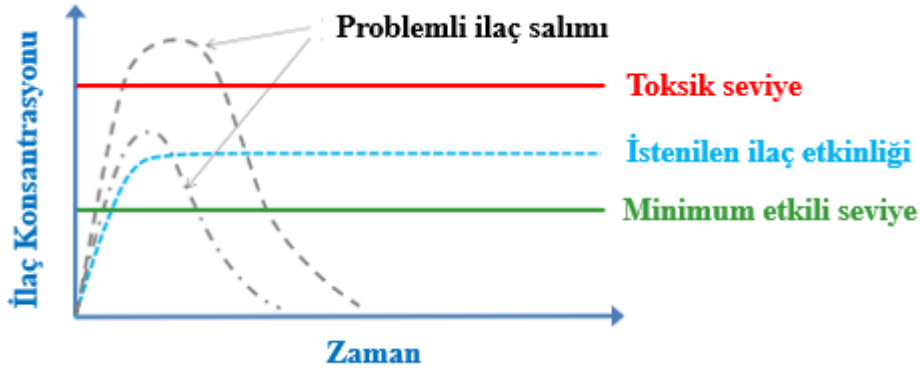 Problemli ilaç salımı
Toksik seviye
İstenilen ilaç etkinliği
Minimum etkili seviye
İlaç Konsantrasyonu
Zaman